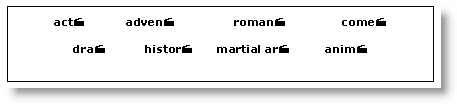 act🎬 adven🎬 roman🎬 come🎬
dra🎬 histor🎬 martial ar🎬 anim🎬